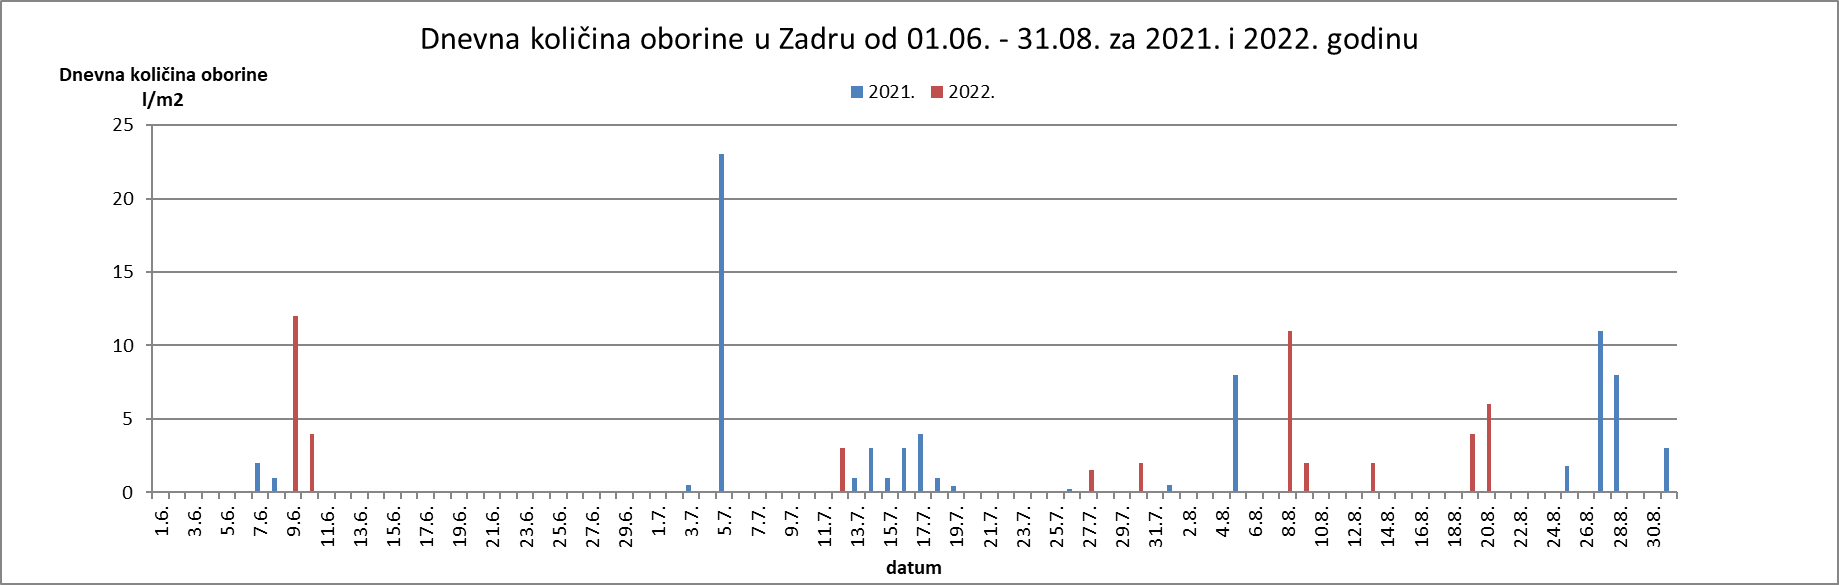 Dnevna količina oborine u Zadru od 01.06. - 31.08. za 2021. i 2022. godinu
Dnevna količina oborine
l/m2
2021. 2022.
25
20
15
10
5
0
1.6. 3.6. 5.6. 7.6. 9.6. 11.6. 13.6. 15.6. 17.6. 19.6. 21.6. 23.6. 25.6. 27.6. 29.6. 1.7. 3.7. 5.7. 7.7. 9.7. 11.7. 13.7. 15.7. 17.7. 19.7. 21.7. 23.7. 25.7. 27.7. 29.7. 31.7. 2.8. 4.8. 6.8. 8.8. 10.8. 12.8. 14.8. 16.8. 18.8. 20.8. 22.8. 24.8. 26.8. 28.8. 30.8.
datum